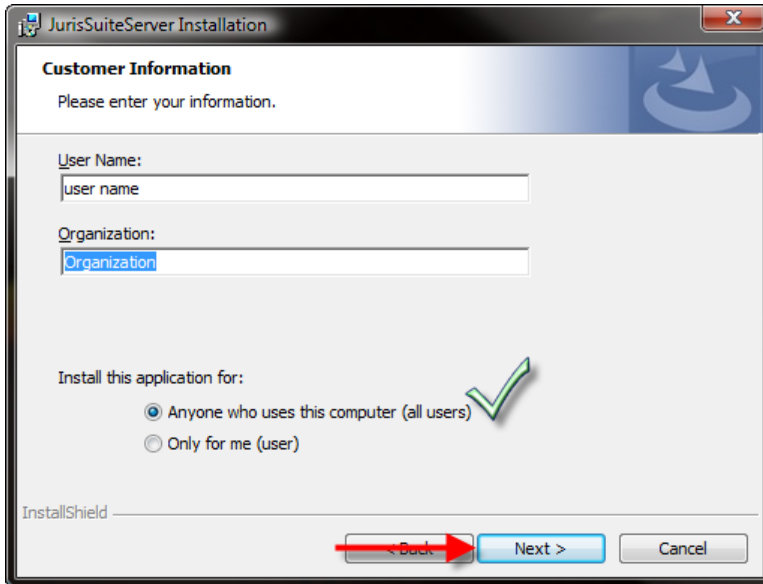 JurisSuiteServer Installation
Customer Information
Please enter your information.
User Name:
user name
Organization:
Organization
Install this application for:
Anyone who uses this computer (all users)
Only for me (user)
InstallShield
< Back
Next >
Cancel